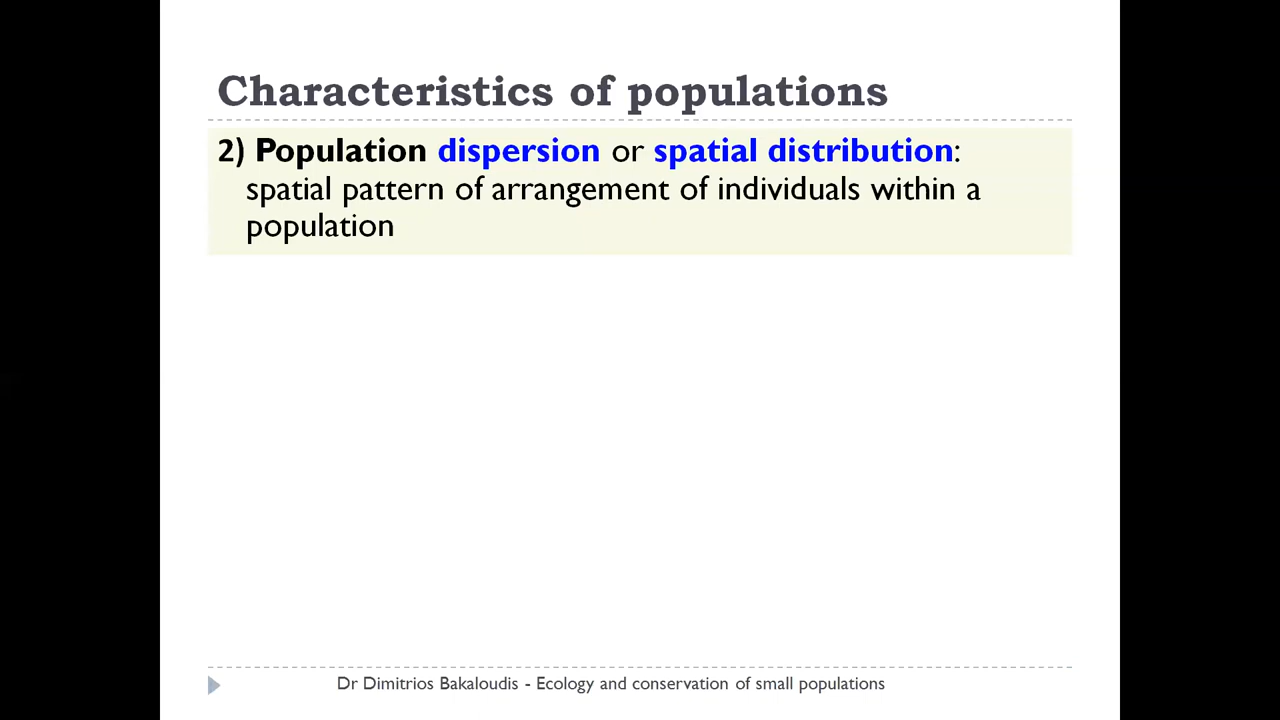 Characteristics of populations
2) Population dispersion or spatial distribution:
spatial pattern of arrangement of individuals within a
population
Dr Dimitrios Bakaloudis - Ecology and conservation of small populations